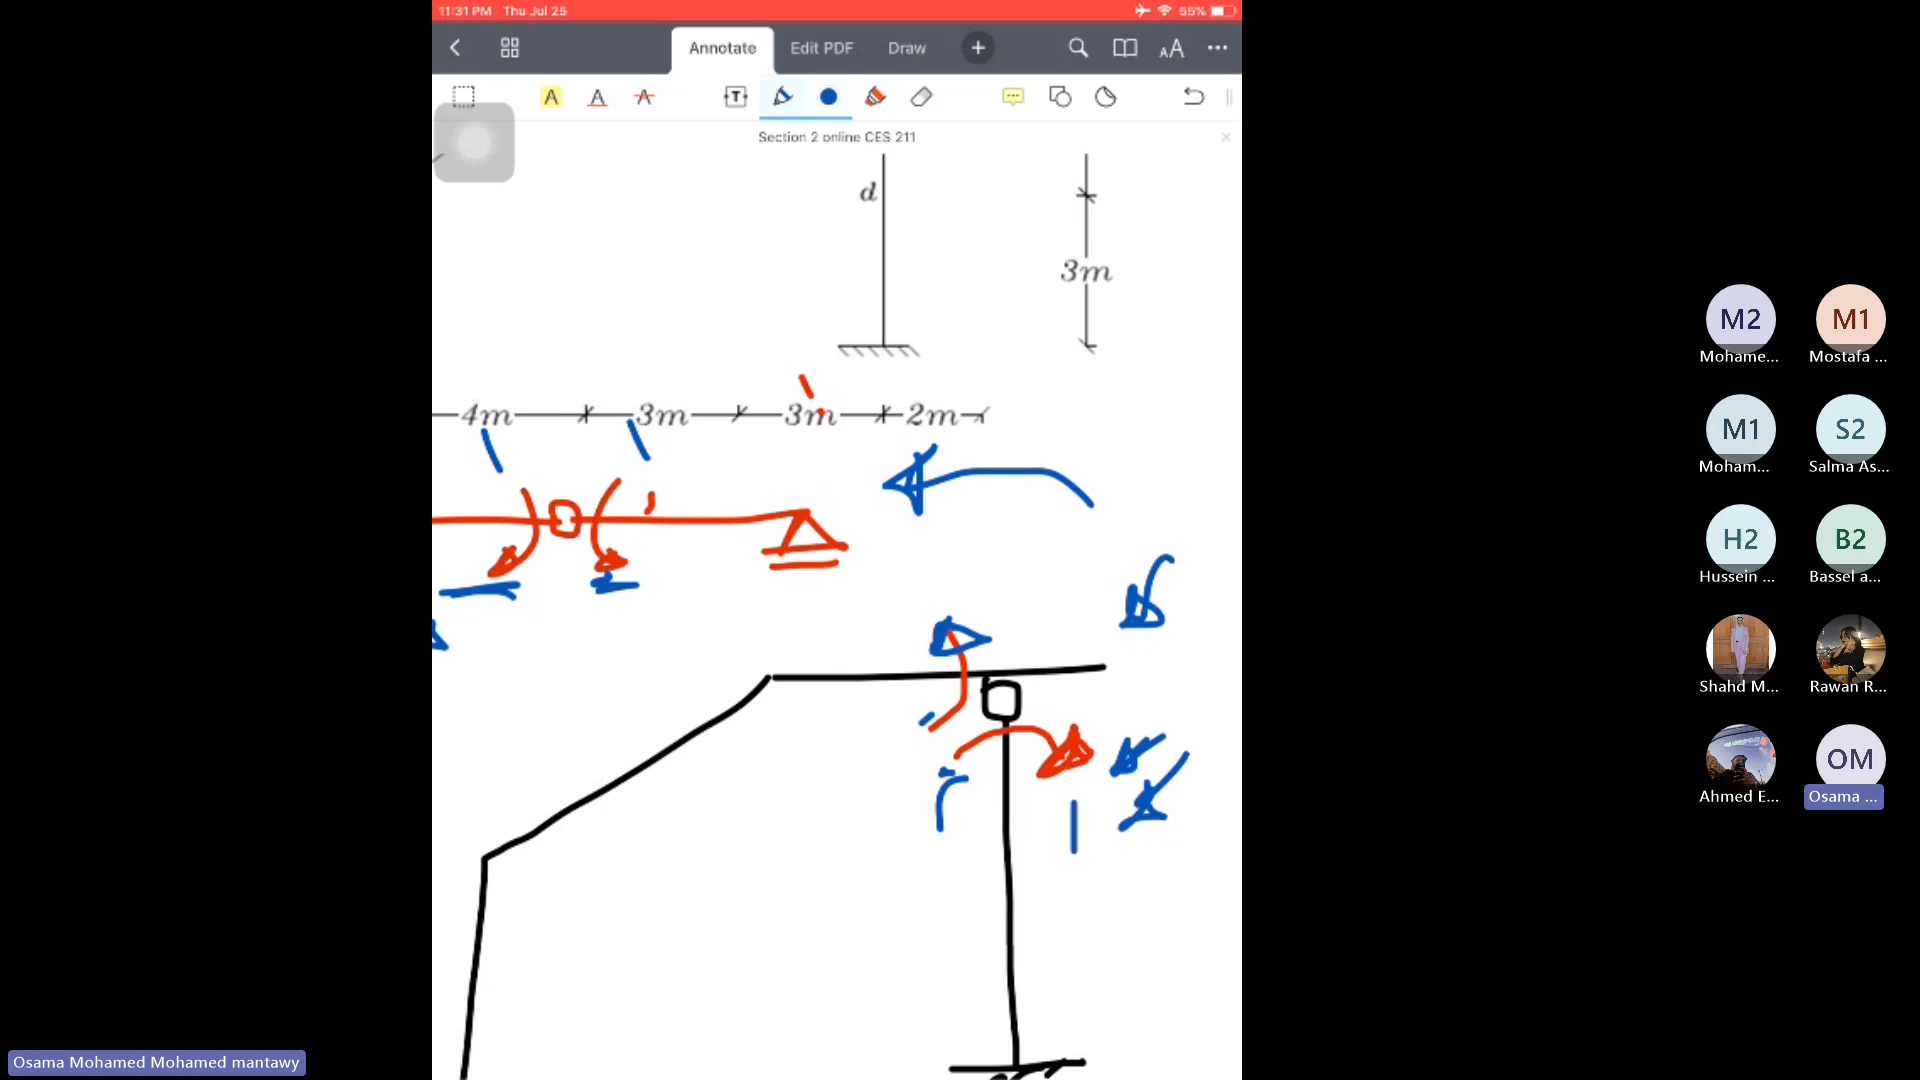 11:31 PM Thu Jul 25
55%
Annotate Edit PDF Draw
AA
A A A T
Section 2 online CES 211
d
3m
4m 3m 3m 2m
M2 M1
Mohame... Mostafa ...
M1 S2
Moham... Salma As...
H2 B2
Hussein ... Bassel a...
Shahd M... Rawan R...
OM
Ahmed E... Osama ...
Osama Mohamed Mohamed mantawy